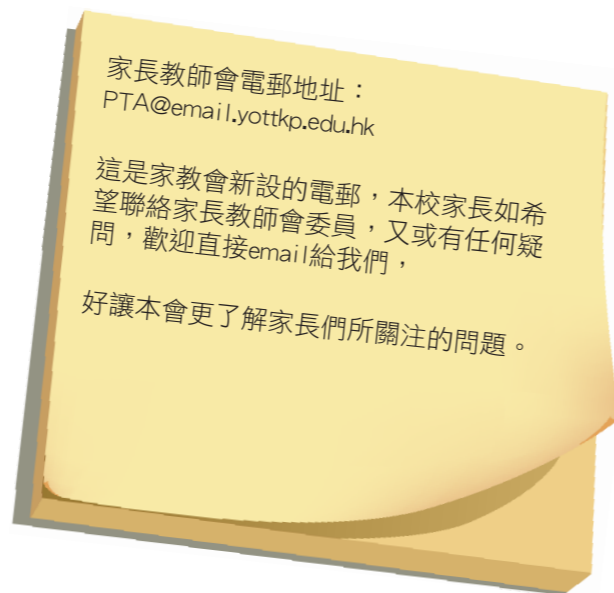 家長教師會電郵地址：
PTA@email.yottkp.edu.hk
這是家教會新設的電郵，本校家長如希
望聯絡家長教師會委員，又或有任何疑
問，歡迎直接email給我們，
好讓本會更了解家長們所關注的問題。